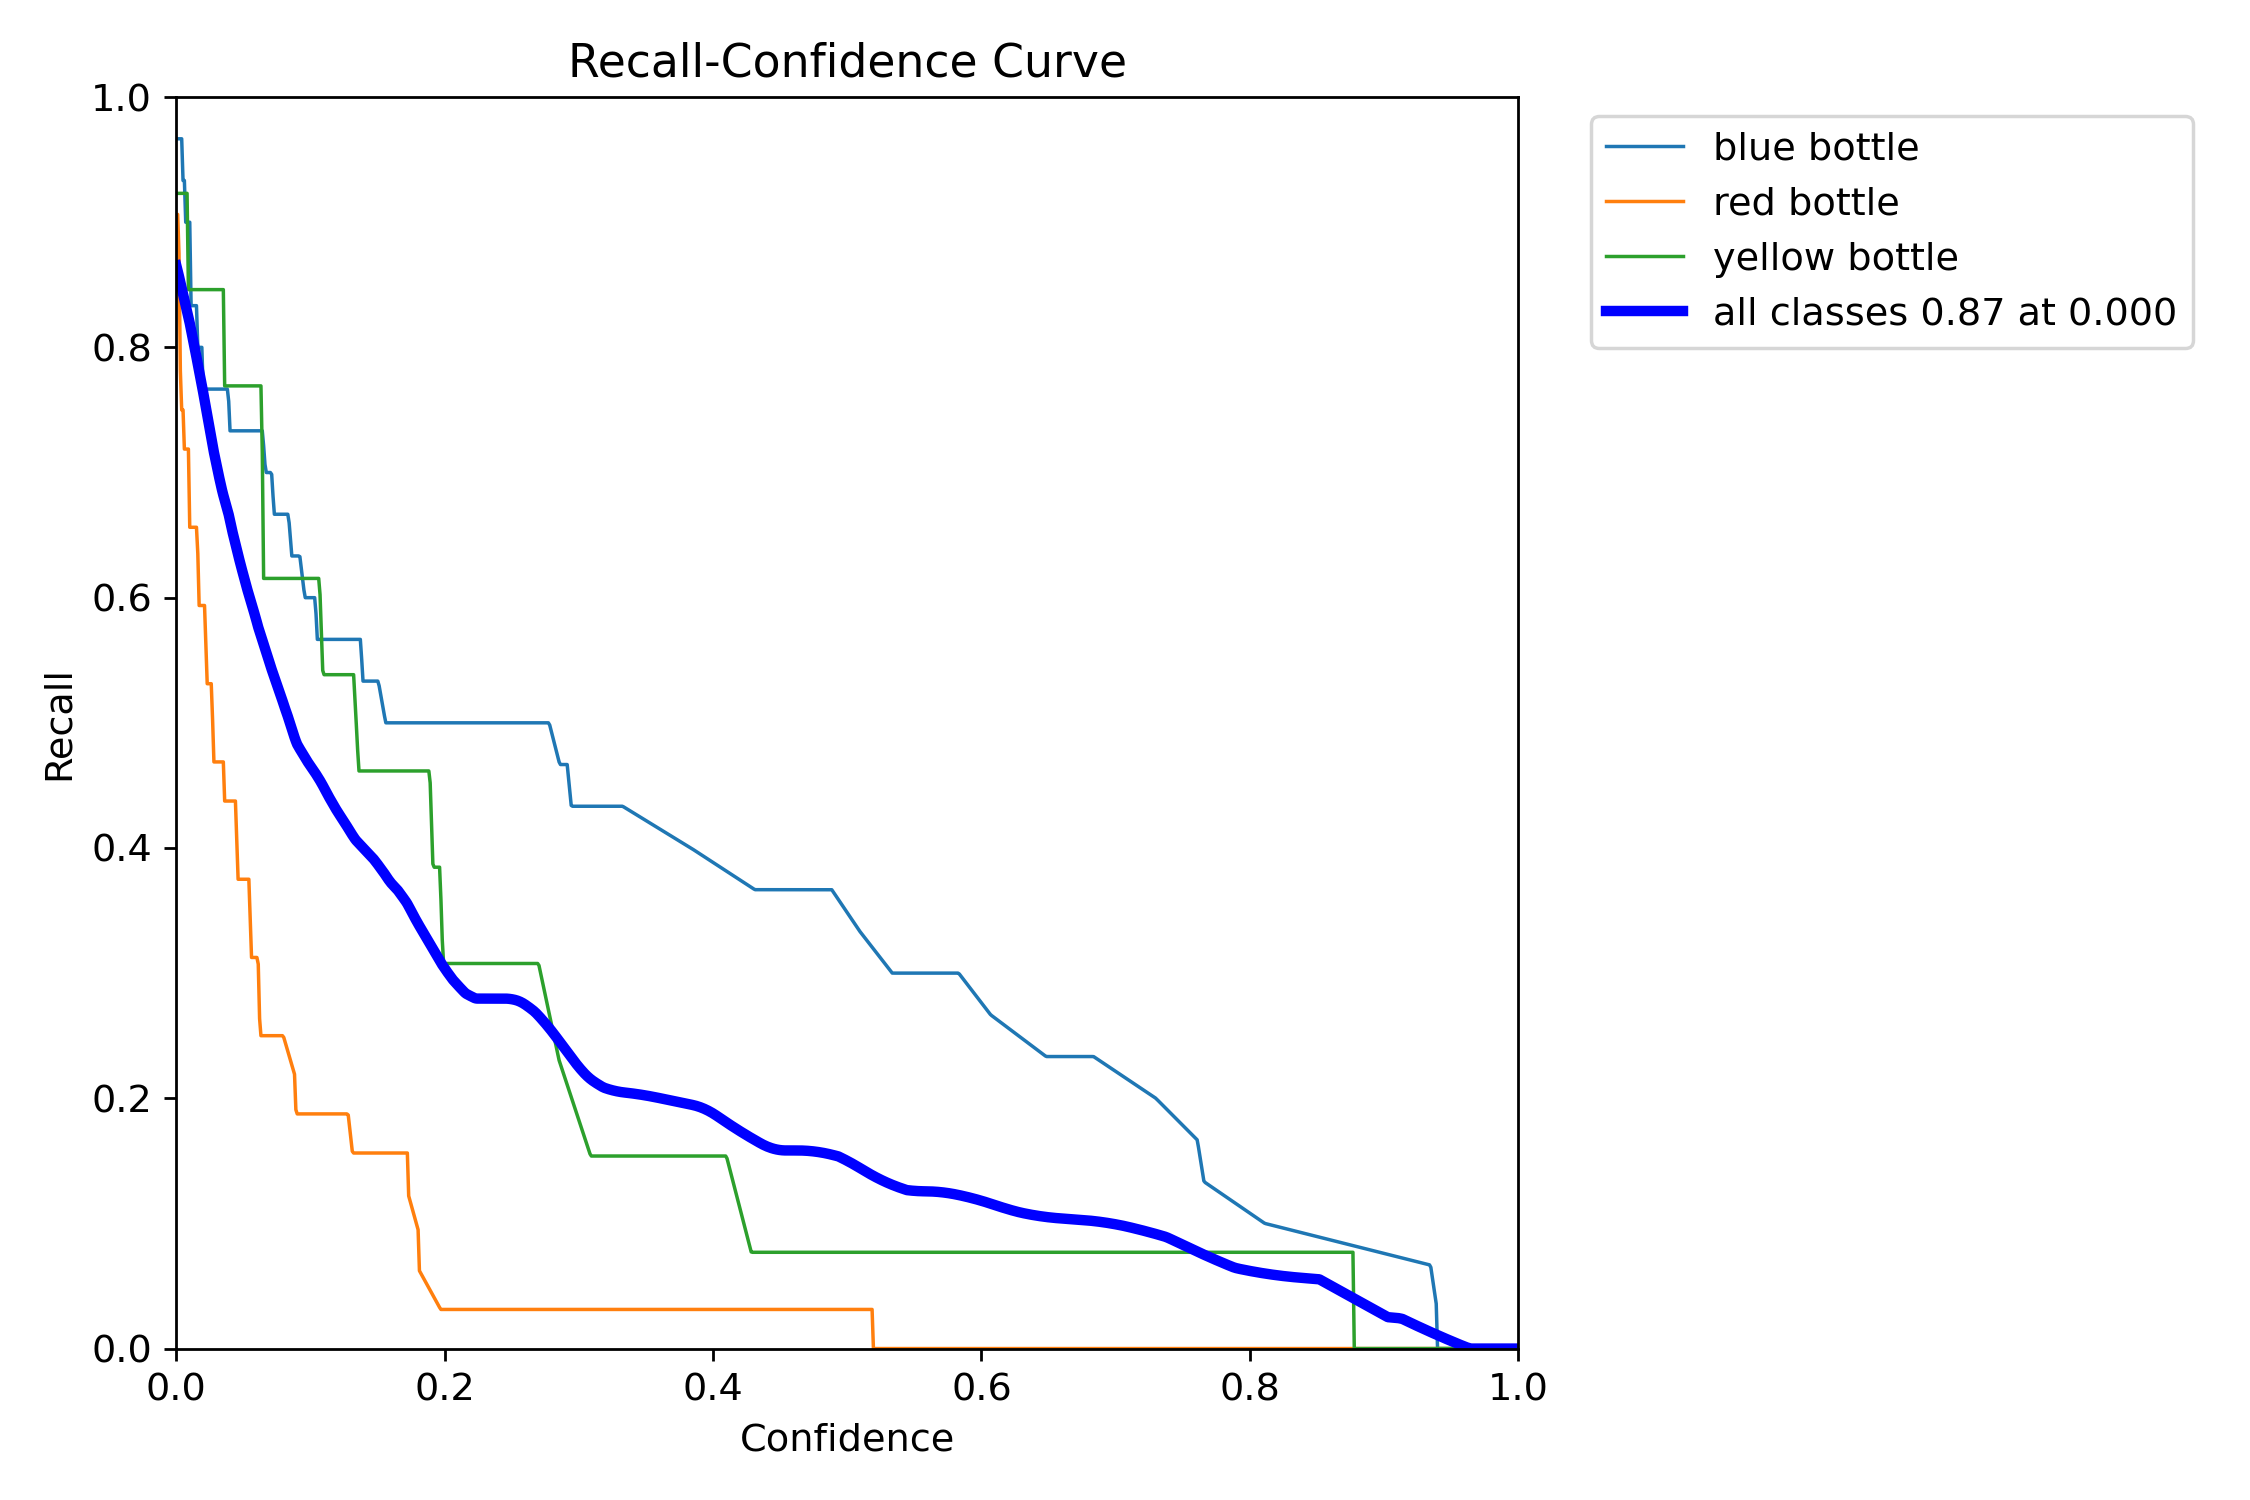 Recall-Confidence Curve
1.0
0.8
0.6
0.4
0.2
0.0
Recall
0.0 0.2 0.4 0.6 0.8 1.0
Confidence
blue bottle
red bottle
yellow bottle
all classes 0.87 at 0.000